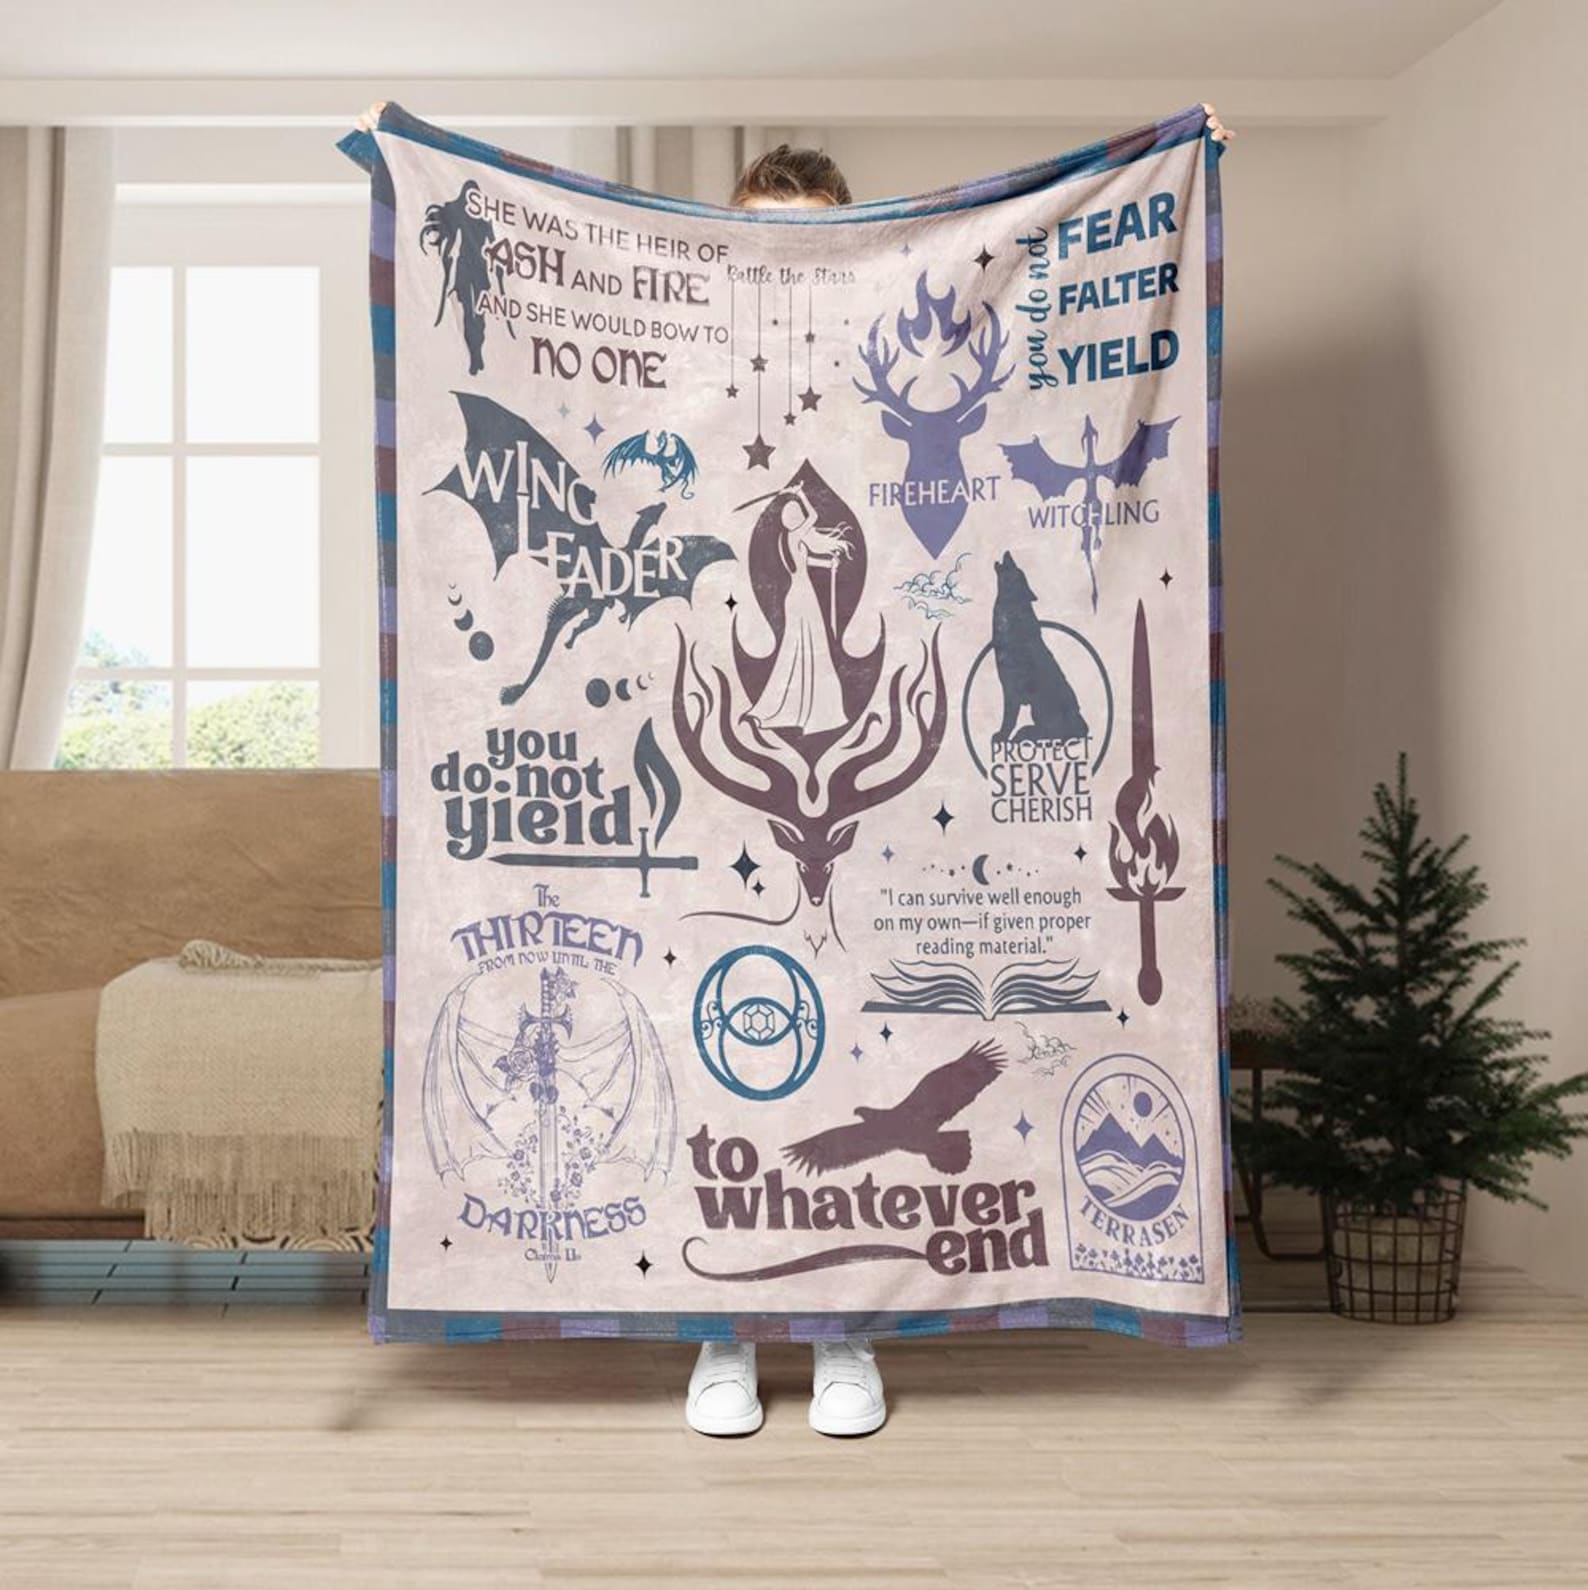 SHE WAS THE HEIR OF
ASH AND FIRE
AND SHE WOULD BOW TO
NO ONE
Rattle the Stars
you do not
FEAR
FALTER
YIELD
WING
LEADER
FIREHEART
WITCHLING
you
do not
yield
PROTECT
SERVE
CHERISH
"I can survive well enough
on my own—if given proper
reading material."
The
THIRTEEN
FROM NOW UNTIL THE
DARKNESS
Claims Us
to
whatever
end
TERRASEN